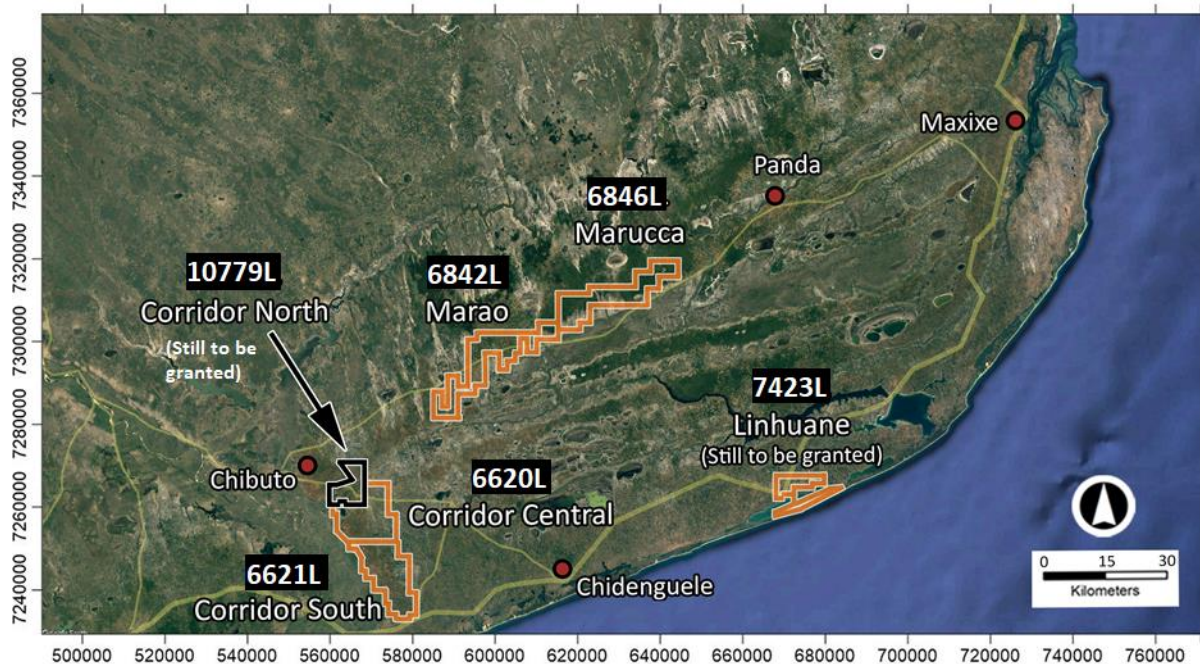 7360000
7340000
7320000
7300000
7280000
7260000
7240000
Maxixe
Panda
6846L
Marucca
10779L
Corridor North
(Still to be
granted)
6842L
Marao
7423L
Linhuane
(Still to be granted)
Chibuto
6620L
Corridor Central
6621L
Corridor South
Chidenguele
0 15 30
Kilometers
500000 520000 540000 560000 580000 600000 620000 640000 660000 680000 700000 720000 740000 760000